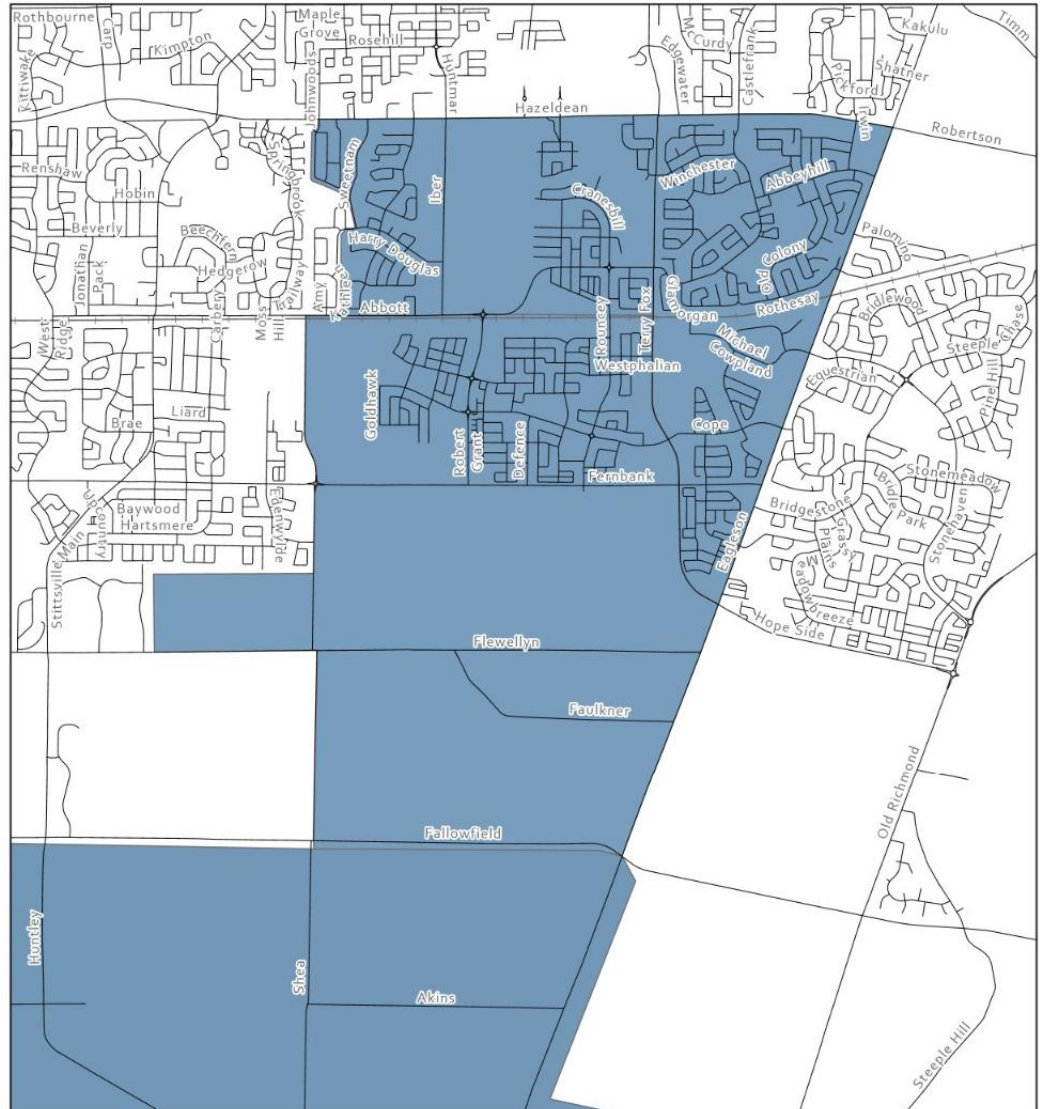 Rothbourne
Carp
Kimpton
Kittiwake
Maple
Grove
Rosehill
Johnwoods
Huntmar
Hazeldean
McCurdy
Edgewater
Castlefrank
Kakulu
Shatner
Timm
Irwin
Robertson
Renshaw
Hobin
Beverly
Springbrook
Sweetnam
Iber
Cranesbill
Winchester
Abbeyhill
Beechfern
Hedgerow
Jonathan
Pack
Carbery
Moss
Hill
Trailway
Amy
Kathleen
Harry Douglas
Abbott
Colony
Old
Rothesay
Glamorgan
Palomino
Bridlewood
Steeple Chase
West
Ridge
Rouncey
Terry Fox
Michael
Cowpland
Westphalian
Equestrian
Pine Hill
Goldhawk
Brae
Liard
Robert
Grant
Defence
Cope
Fernbank
Stonemeadow
Bridle
Park
Stonehaven
Upcountry
Baywood
Hartsmere
Edenwylde
Eagleson
Bridgestone
Grassy
Plains
Meadowbreeze
Stittsville Main
Hope Side
Flewellyn
Faulkner
Old Richmond
Fallowfield
Huntley
Shea
Akins
Steeple Hill